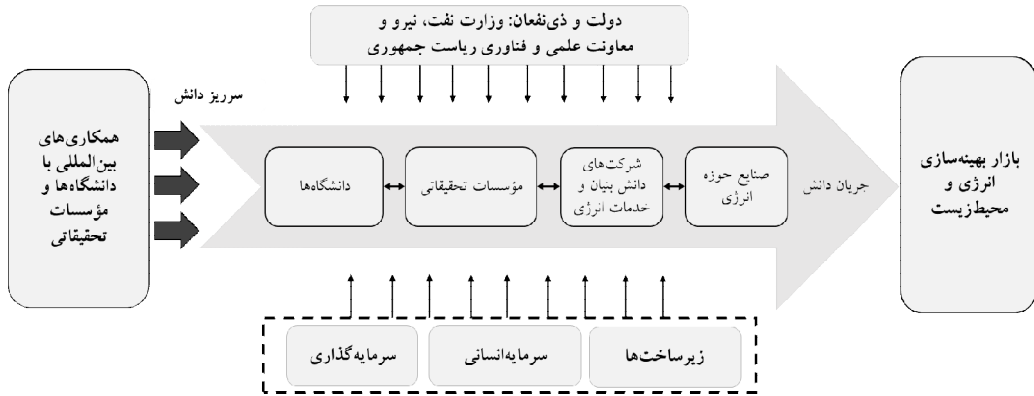 دولت و ذی‌نفعان: وزارت نفت، نیرو و
معاونت علمی و فناوری ریاست جمهوری
سرریز دانش
همکاری‌های
بین‌المللی با
دانشگاه‌ها و
مؤسسات
تحقیقاتی
دانشگاه‌ها
مؤسسات تحقیقاتی
شرکت‌های
دانش بنیان و
خدمات انرژی
صنایع حوزه
انرژی
جریان دانش
بازار بهینه‌سازی
انرژی و
محیط‌زیست
سرمایه‌گذاری
سرمایه‌انسانی
زیرساخت‌ها